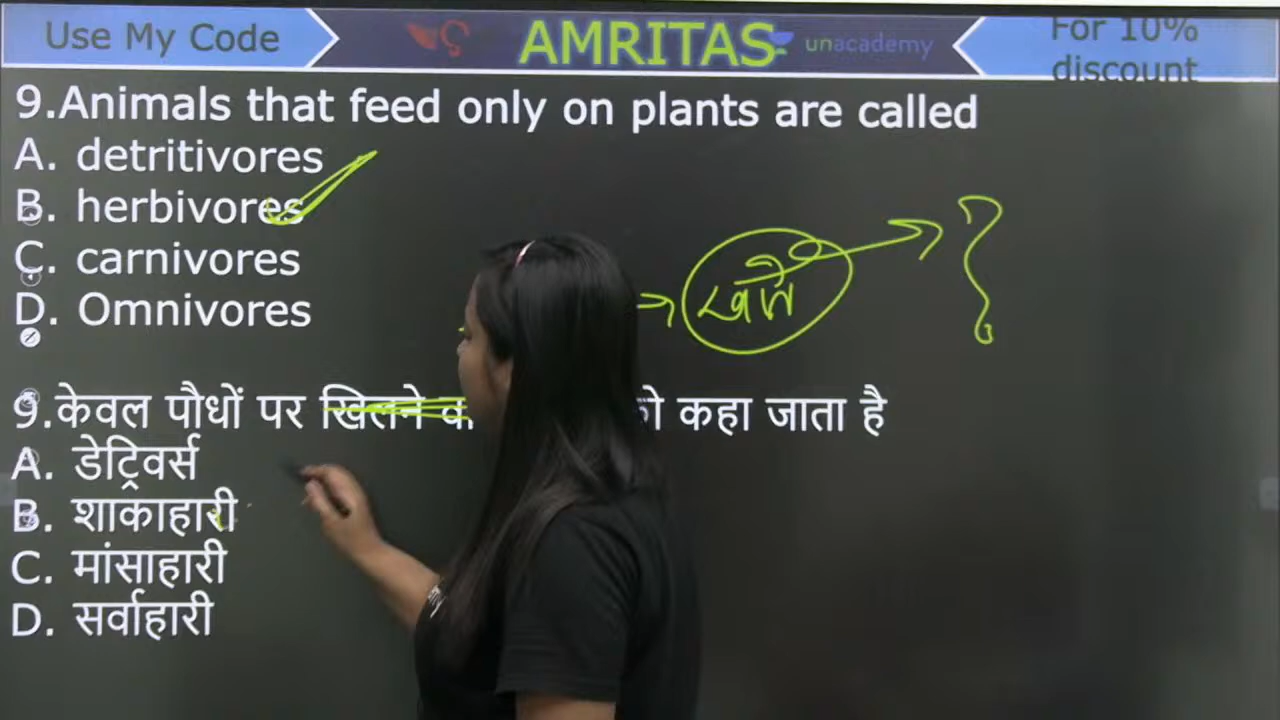 Use My Code
AMRITAS
unacademy
For 10%
discount
9.Animals that feed only on plants are called
A. detritivores
B. herbivores
C. carnivores
D. Omnivores
खाने
9.केवल पौधों पर खिलने को कहा जाता है
A. डेट्रिवर्स
B. शाकाहारी
C. मांसाहारी
D. सर्वाहारी